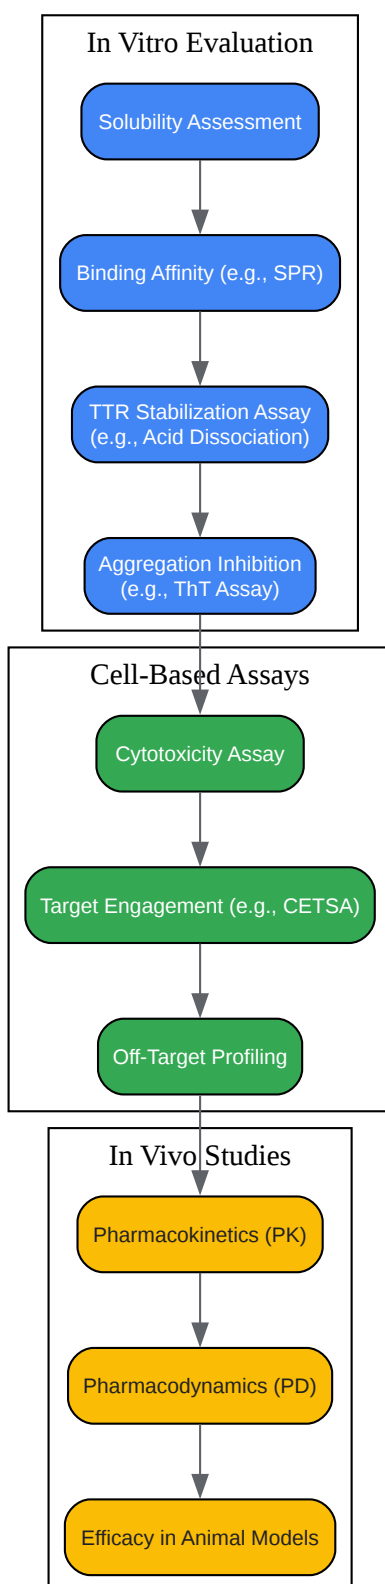 In Vitro Evaluation
Solubility Assessment
Binding Affinity (e.g., SPR)
TTR Stabilization Assay
(e.g., Acid Dissociation)
Aggregation Inhibition
(e.g., ThT Assay)
Cell-Based Assays
Cytotoxicity Assay
Target Engagement (e.g., CETSA)
Off-Target Profiling
In Vivo Studies
Pharmacokinetics (PK)
Pharmacodynamics (PD)
Efficacy in Animal Models